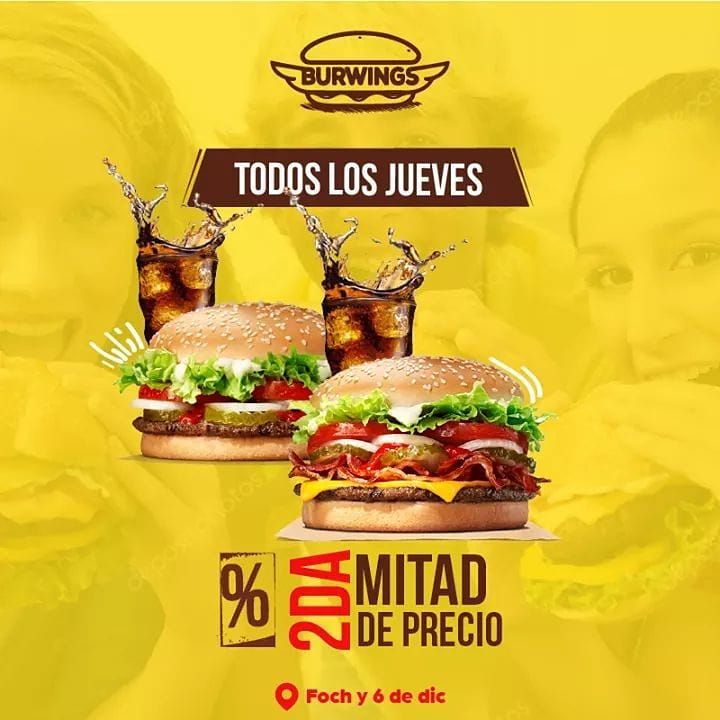 BURWINGS
TODOS LOS JUEVES
% 2DA MITAD
DE PRECIO
Foch y 6 de dic